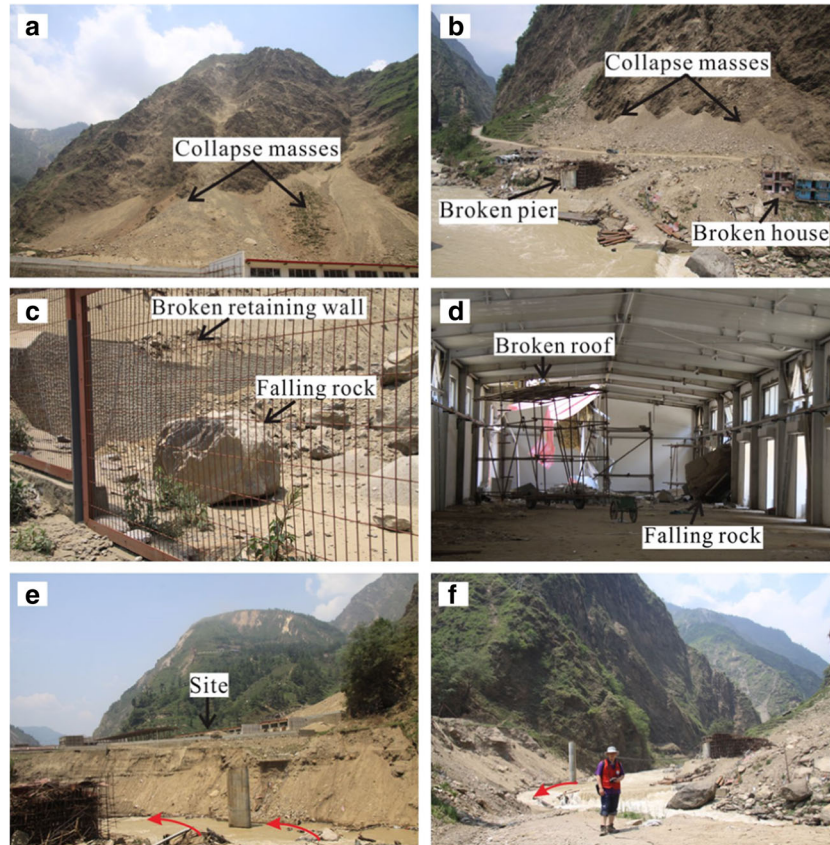 a
Collapse masses
b
Collapse masses
Broken pier
Broken house
c
Broken retaining wall
Falling rock
d
Broken roof
Falling rock
e
Site
f